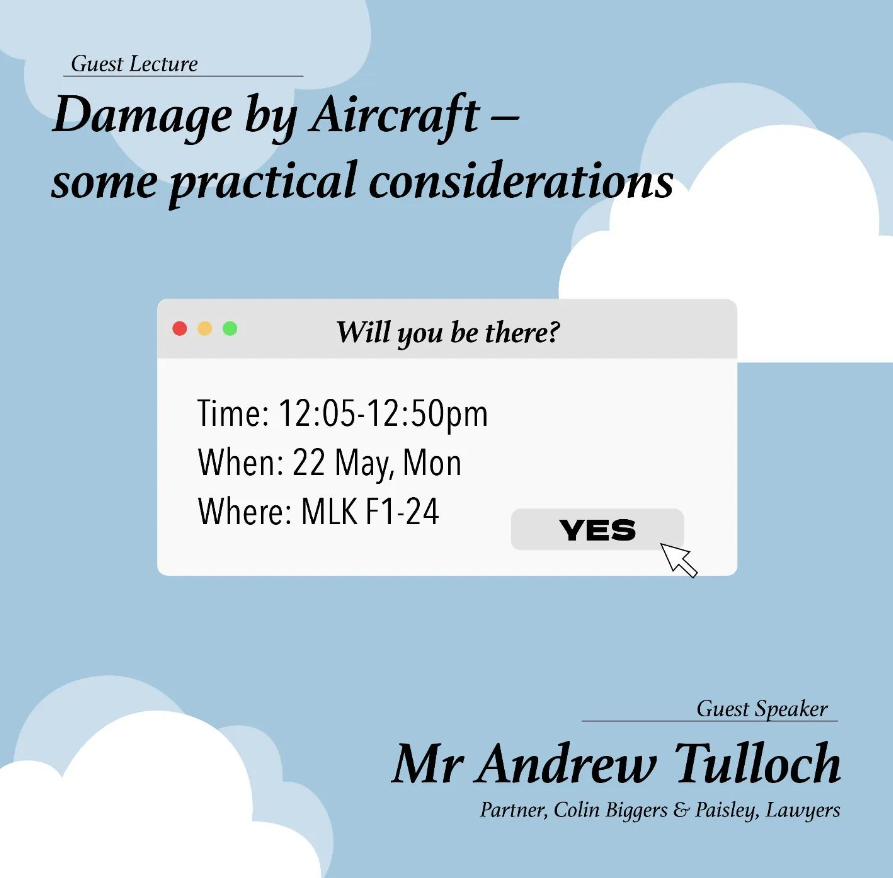 Guest Lecture
Damage by Aircraft –
some practical considerations
Will you be there?
Time: 12:05-12:50pm
When: 22 May, Mon
Where: MLK F1-24
YES
Guest Speaker
Mr Andrew Tulloch
Partner, Colin Biggers & Paisley, Lawyers